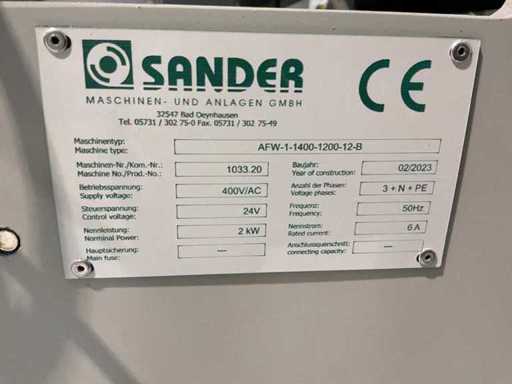 SANDER
MASCHINEN- UND ANLAGEN GMBH
32547 Bad Oeynhausen
Tel. 05731 / 302 75-0 Fax. 05731 / 302 75-49
CE
Maschinentyp:
Machine type:
AFW-1-1400-1200-12-B
Maschinen-Nr./Kom.-Nr.
Machine No./Prod.-No.:
1033.20
Baujahr:
Year of construction:
02/2023
Betriebsspannung:
Supply voltage:
400V/AC
Anzahl der Phasen:
Voltage phases:
3 + N + PE
Steuerspannung:
Control voltage:
24V
Frequenz:
Frequency:
50Hz
Nennleistung:
Norminal Power:
2 kW
Nennstrom:
Rated current:
6 A
Hauptsicherung:
Main fuse:
---
Anschlussquerschnitt:
connecting capacity:
---